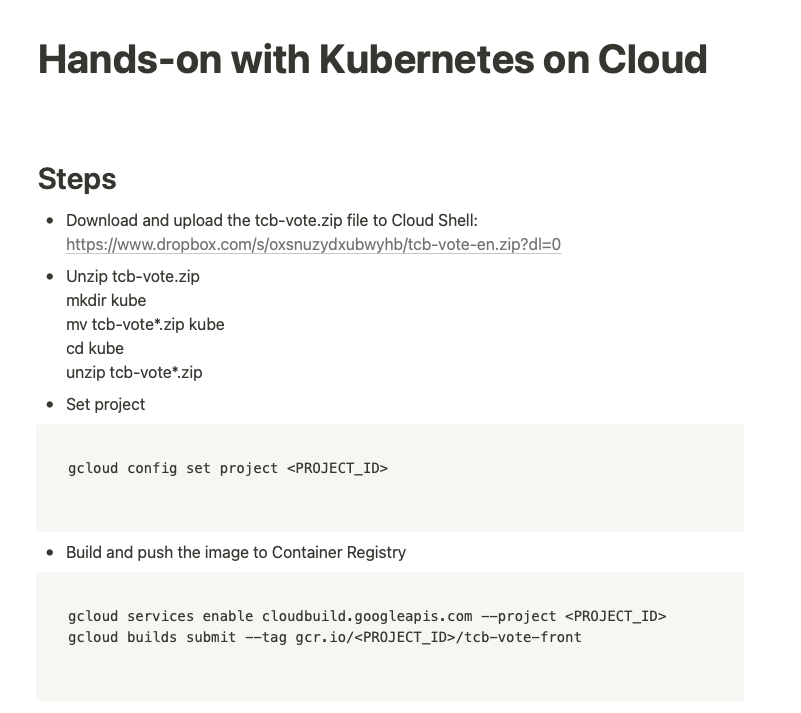 Hands-on with Kubernetes on Cloud
Steps
• Download and upload the tcb-vote.zip file to Cloud Shell:
https://www.dropbox.com/s/oxsnuzydxubwyhb/tcb-vote-en.zip?dl=0
• Unzip tcb-vote.zip
mkdir kube
mv tcb-vote*.zip kube
cd kube
unzip tcb-vote*.zip
• Set project
gcloud config set project <PROJECT_ID>
• Build and push the image to Container Registry
gcloud services enable cloudbuild.googleapis.com --project <PROJECT_ID>
gcloud builds submit --tag gcr.io/<PROJECT_ID>/tcb-vote-front